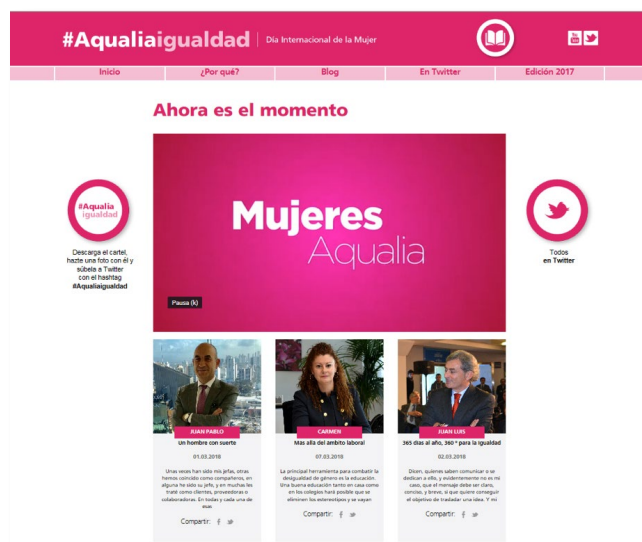 #Aqualiaigualdad | Día Internacional de la Mujer
Inicio ¿Por qué? Blog En Twitter Edición 2017
Ahora es el momento
#Aqualia
igualdad
Descarga el cartel,
hazte una foto con él y
súbela a Twitter
con el hashtag
#Aqualiaigualdad
Mujeres
Aqualia
Pausa (k)
Todos
en Twitter
JUAN PABLO
Un hombre con suerte
01.03.2018
Unas veces han sido mis jefas, otras
hemos coincido como compañeros, en
alguna he sido su jefe, y en muchas les
traté como clientes, proveedoras o
colaboradoras. En todas y cada una de
esas
Compartir:
CARMEN
Más allá del ámbito laboral
07.03.2018
La principal herramienta para combatir la
desigualdad de género es la educación.
Una buena educación tanto en casa como
en los colegios hará posible que se
eliminen los estereotipos y se vayan
Compartir:
JUAN LUIS
365 días al año, 360 º para la igualdad
02.03.2018
Dicen, quienes saben comunicar o se
dedican a ello, y evidentemente no es mi
caso, que el mensaje debe ser claro,
conciso, y breve, si que quiere conseguir
el objetivo de trasladar una idea. Y mi
Compartir: